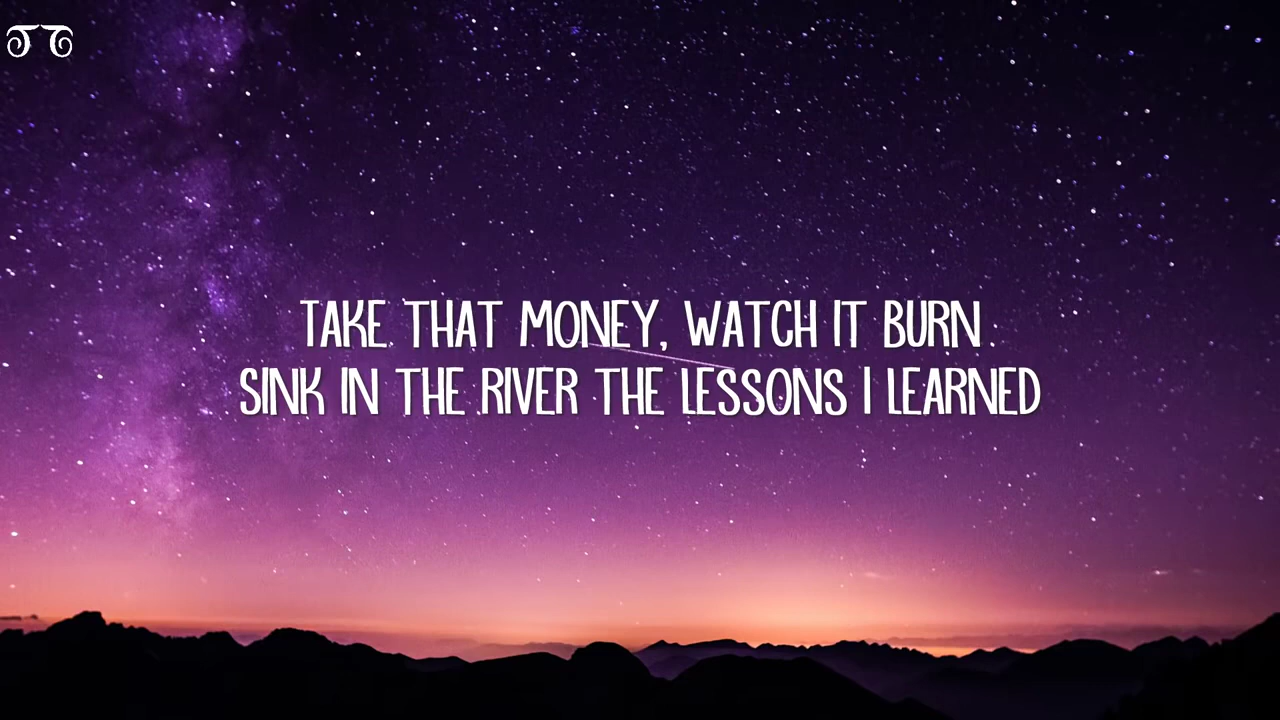 TAKE THAT MONEY, WATCH IT BURN
SINK IN THE RIVER THE LESSONS I LEARNED